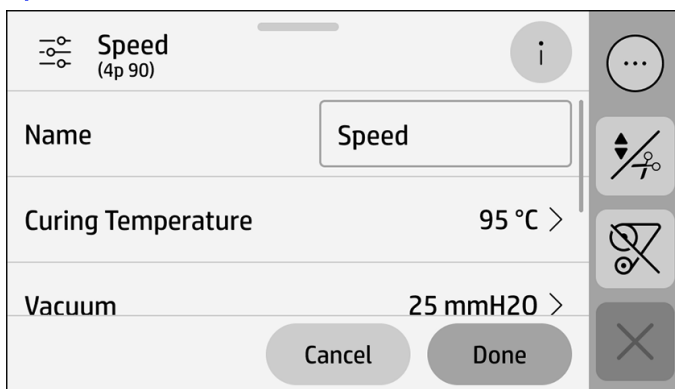 Speed
(4p 90)
i
Name
Speed
Curing Temperature
95 °C
Vacuum
25 mmH2O
Cancel
Done